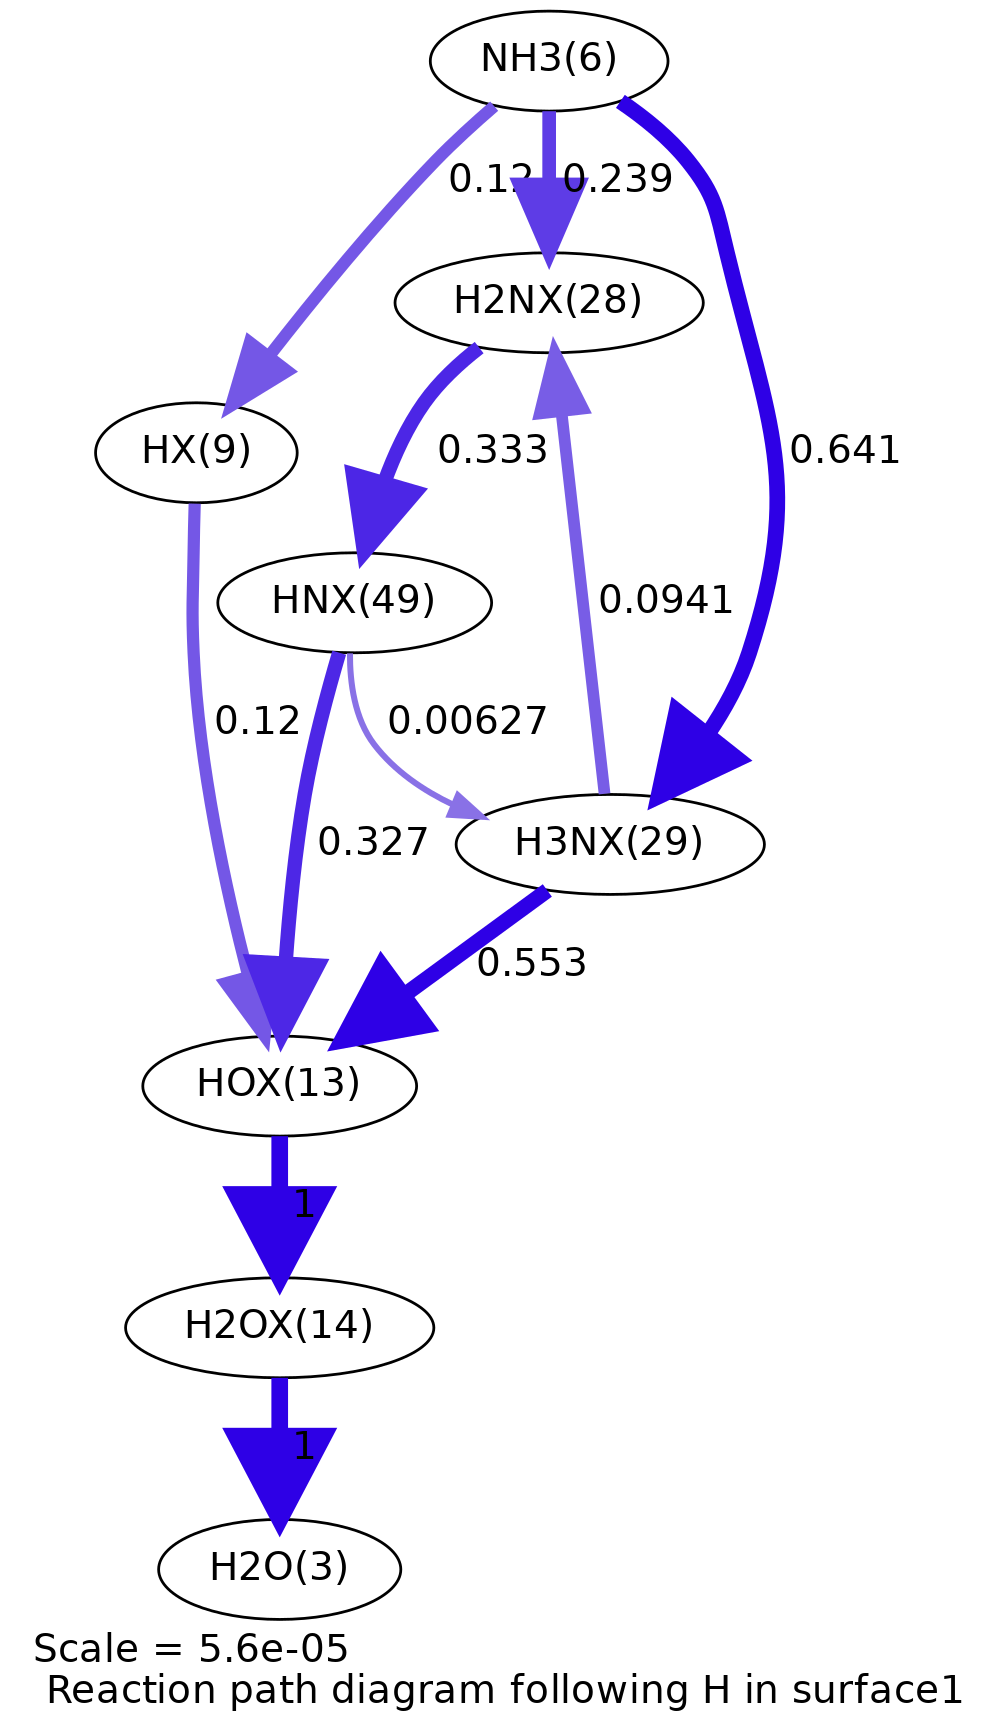 NH3(6)
0.12
0.239
H2NX(28)
HX(9)
0.333
0.641
HNX(49)
0.0941
0.12
0.00627
0.327
H3NX(29)
0.553
HOX(13)
1
H2OX(14)
1
H2O(3)
Scale = 5.6e-05
Reaction path diagram following H in surface1